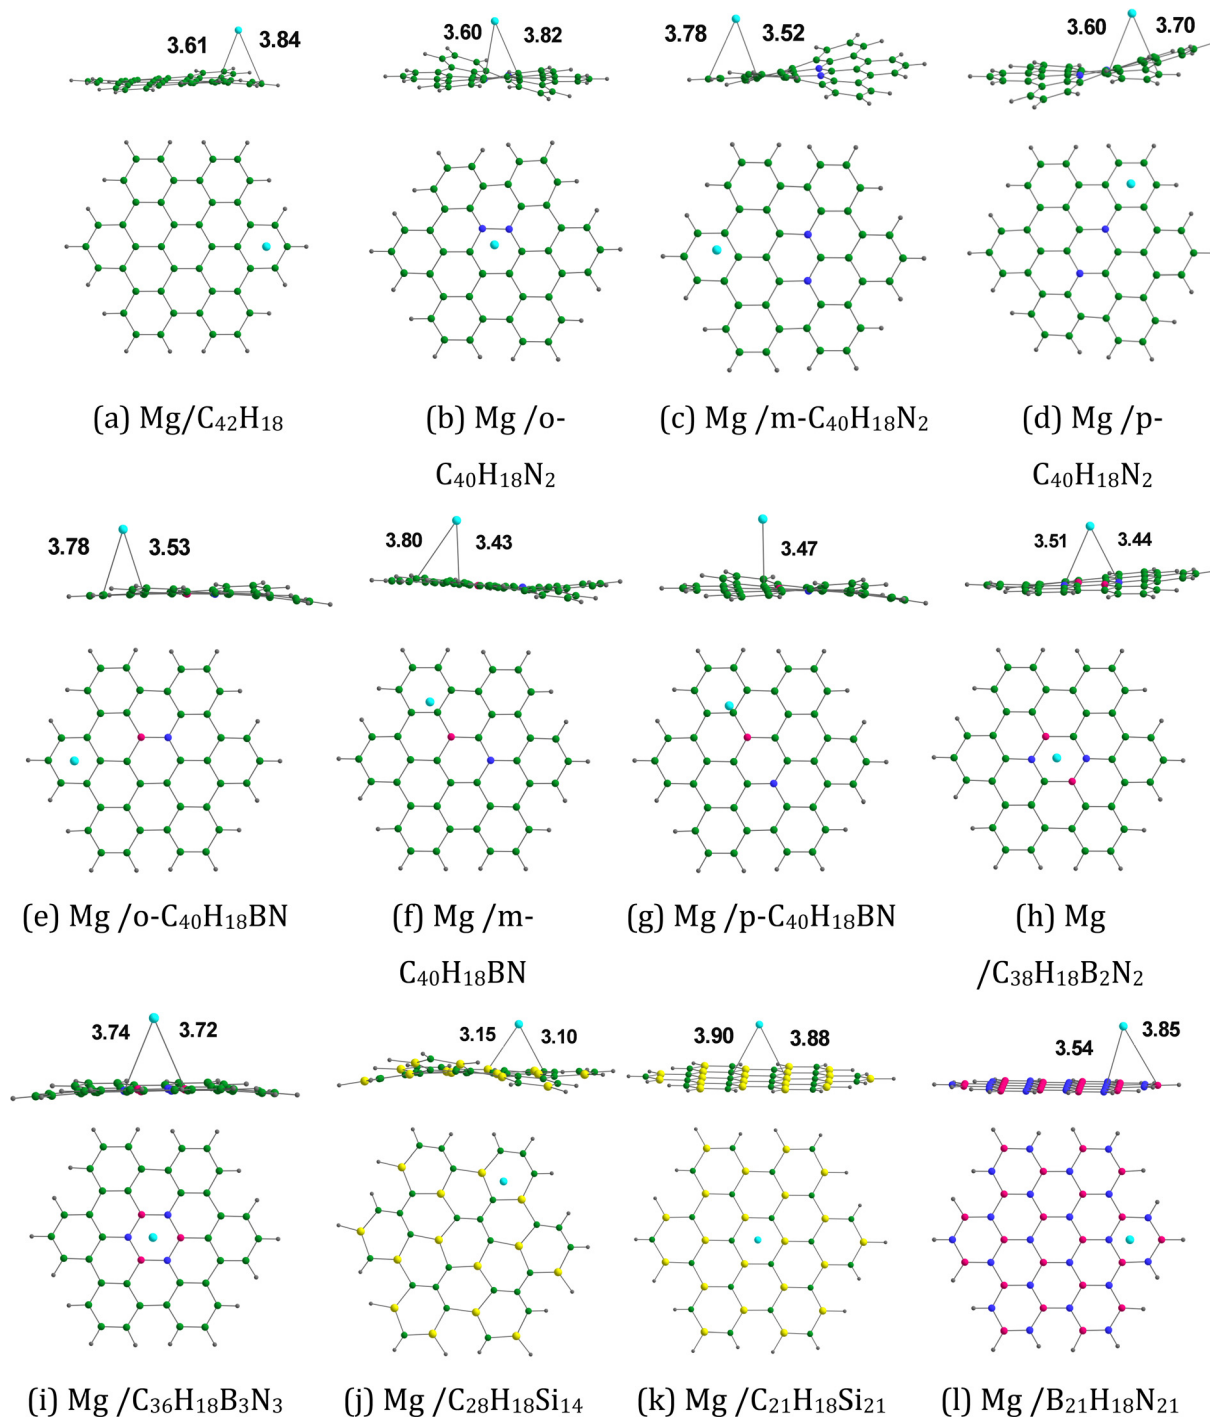 3.61 3.84 3.60 3.82 3.78 3.52 3.60 3.70
(a) Mg/C₄₂H₁₈ (b) Mg /o- (c) Mg /m-C₄₀H₁₈N₂ (d) Mg /p-
C₄₀H₁₈N₂ C₄₀H₁₈N₂
3.78 3.53 3.80 3.43 3.47 3.51 3.44
(e) Mg /o-C₄₀H₁₈BN (f) Mg /m- (g) Mg /p-C₄₀H₁₈BN (h) Mg
C₄₀H₁₈BN /C₃₈H₁₈B₂N₂
3.74 3.72 3.15 3.10 3.90 3.88 3.54 3.85
(i) Mg /C₃₆H₁₈B₃N₃ (j) Mg /C₂₈H₁₈Si₁₄ (k) Mg /C₂₁H₁₈Si₂₁ (l) Mg /B₂₁H₁₈N₂₁